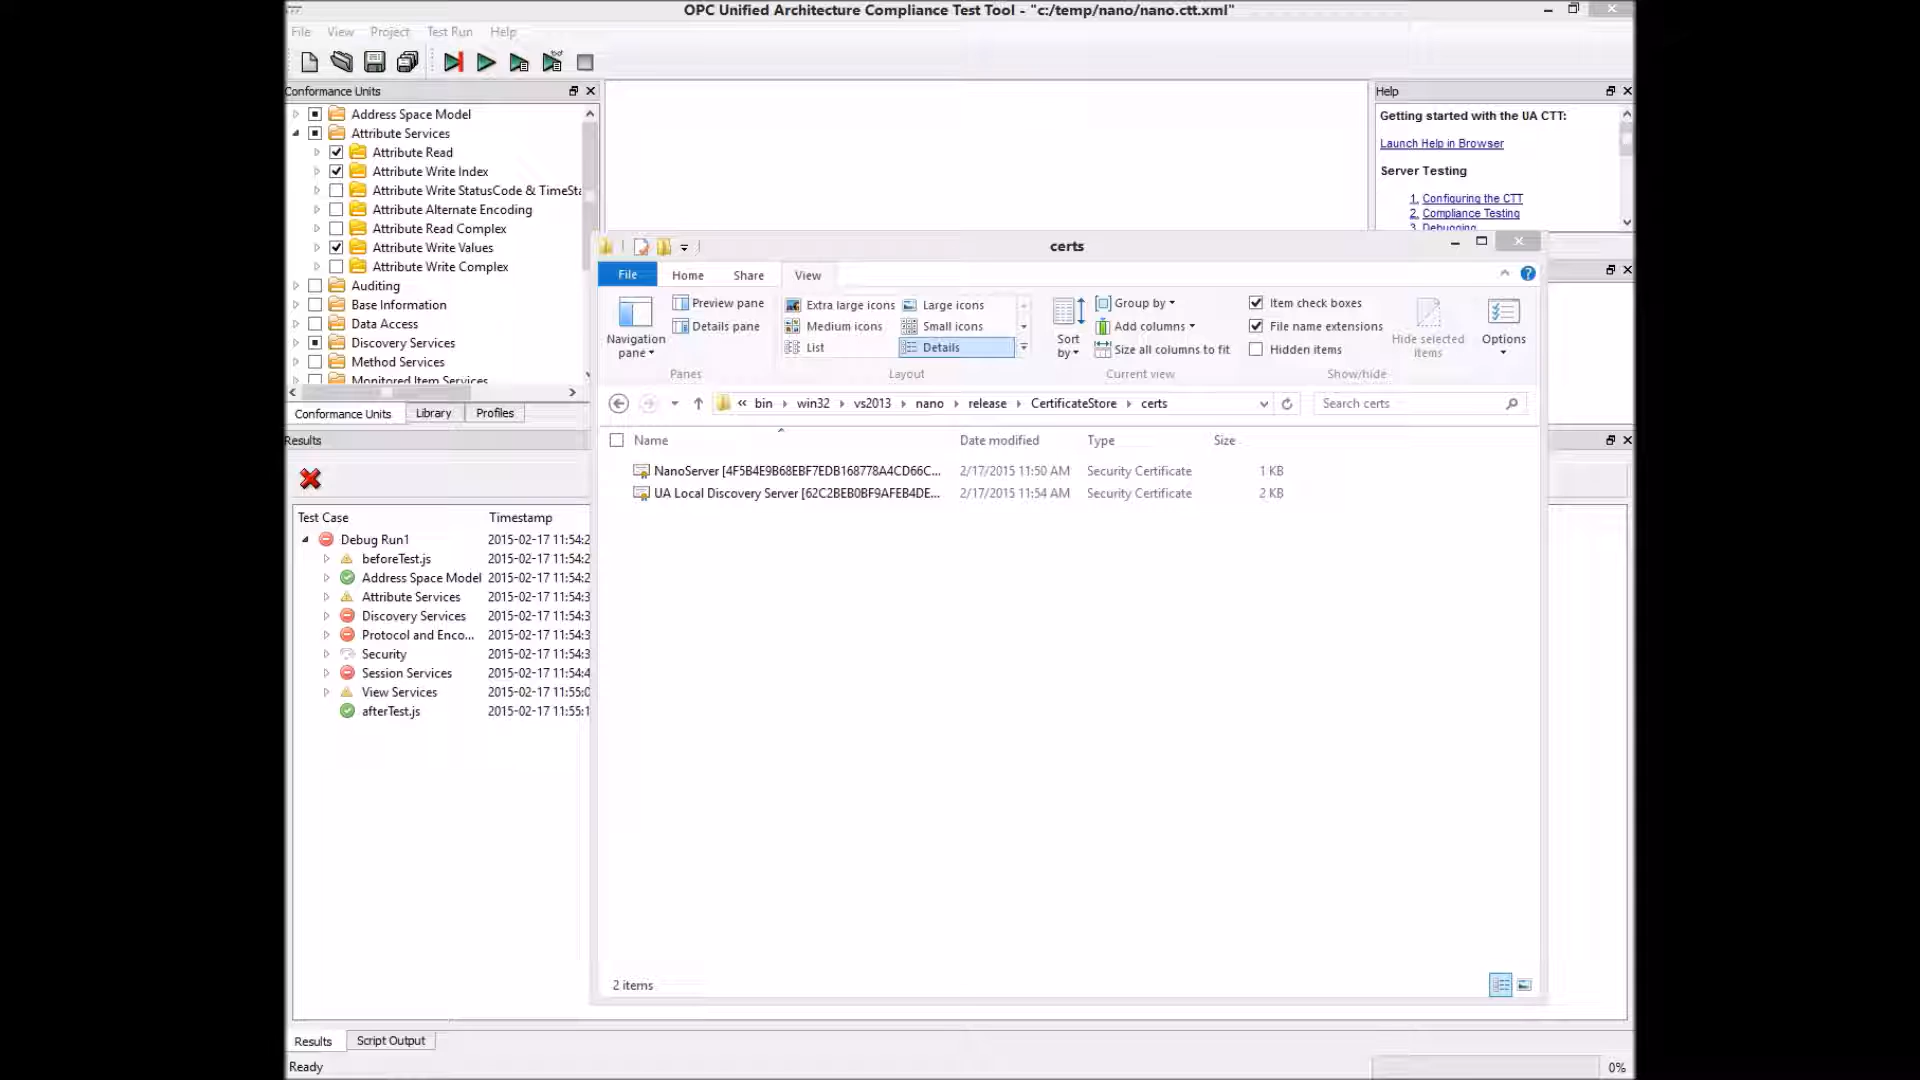 OPC Unified Architecture Compliance Test Tool - "c:/temp/nano/nano.ctt.xml"
File View Project Test Run Help
Conformance Units
Address Space Model
Attribute Services
Attribute Read
Attribute Write Index
Attribute Write StatusCode & TimeSta
Attribute Alternate Encoding
Attribute Read Complex
Attribute Write Values
Attribute Write Complex
Auditing
Base Information
Data Access
Discovery Services
Method Services
Monitored Item Services
Conformance Units Library Profiles
Help
Getting started with the UA CTT:
Launch Help in Browser
Server Testing
1. Configuring the CTT
2. Compliance Testing
3. Debugging
certs
File Home Share View
Navigation pane
Preview pane
Details pane
Panes
Extra large icons Large icons
Medium icons Small icons
List Details
Layout
Sort by
Group by
Add columns
Size all columns to fit
Current view
Item check boxes
File name extensions
Hidden items
Hide selected items
Show/hide
Options
« bin win32 vs2013 nano release CertificateStore certs
Search certs
Name Date modified Type Size
NanoServer [4F5B4E9B68EBF7EDB168778A4CD66C... 2/17/2015 11:50 AM Security Certificate 1 KB
UA Local Discovery Server [62C2BEB0BF9AFEB4DE... 2/17/2015 11:54 AM Security Certificate 2 KB
2 items
Results
Test Case Timestamp
Debug Run1 2015-02-17 11:54:2
beforeTest.js 2015-02-17 11:54:2
Address Space Model 2015-02-17 11:54:2
Attribute Services 2015-02-17 11:54:3
Discovery Services 2015-02-17 11:54:3
Protocol and Enco... 2015-02-17 11:54:3
Security 2015-02-17 11:54:3
Session Services 2015-02-17 11:54:4
View Services 2015-02-17 11:55:0
afterTest.js 2015-02-17 11:55:1
Results Script Output
Ready
0%